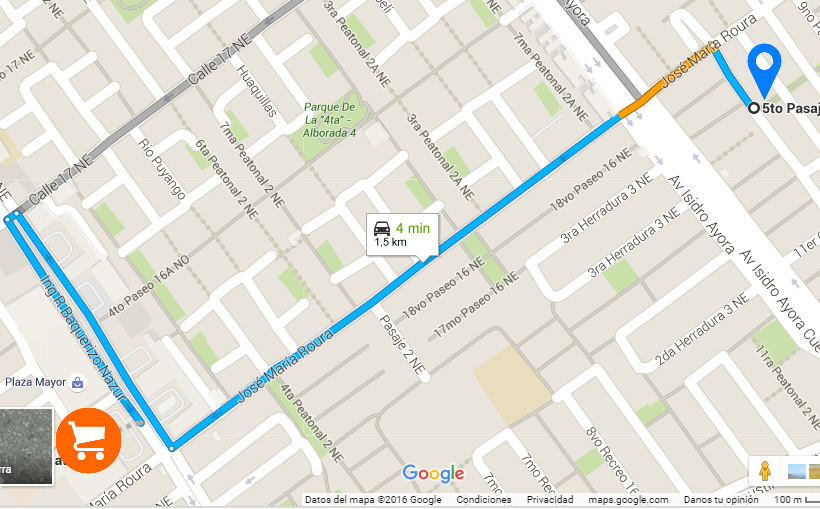 Ayora
José María Roura
9no Pas
5to Pasaj
Calle 17 NE
3ra Peatonal 2A NE
7ma Peatonal 2A NE
Huaquillas
Parque De
La "4ta" -
Alborada 4
3ra Peatonal 2A NE
7ma Peatonal 2 NE
6ta Peatonal 2 NE
Rio Puyango
18vo Paseo 16 NE
Av Isidro Ayora
3ra Herradura 3 NE
3ra Herradura 3 NE
Calle 17 NE
NE
4 min
1,5 km
4to Paseo 16A NO
18vo Paseo 16 NE
17mo Paseo 16 NE
Av Isidro Ayora Cue
11er
Ing R Baquerizo Nazur
José María Roura
Pasaje 2 NE
2da Herradura 3 NE
11ra Peatonal 2 NE
Plaza Mayor
4ta Peatonal 2 NE
rra
María Roura
8vo Recreo 16
7mo Recreo
7mo
Google
Datos del mapa ©2016 Google Condiciones Privacidad maps.google.com Danos tu opinión 100 m